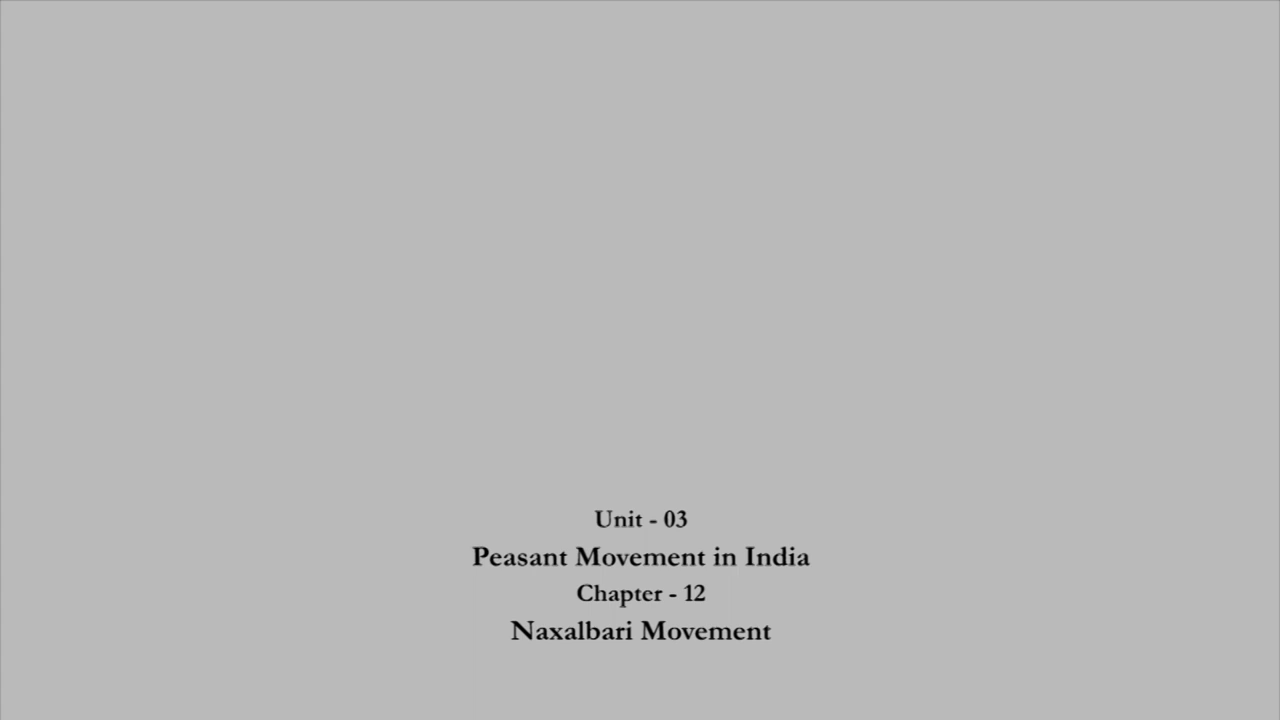 Unit - 03
Peasant Movement in India
Chapter - 12
Naxalbari Movement